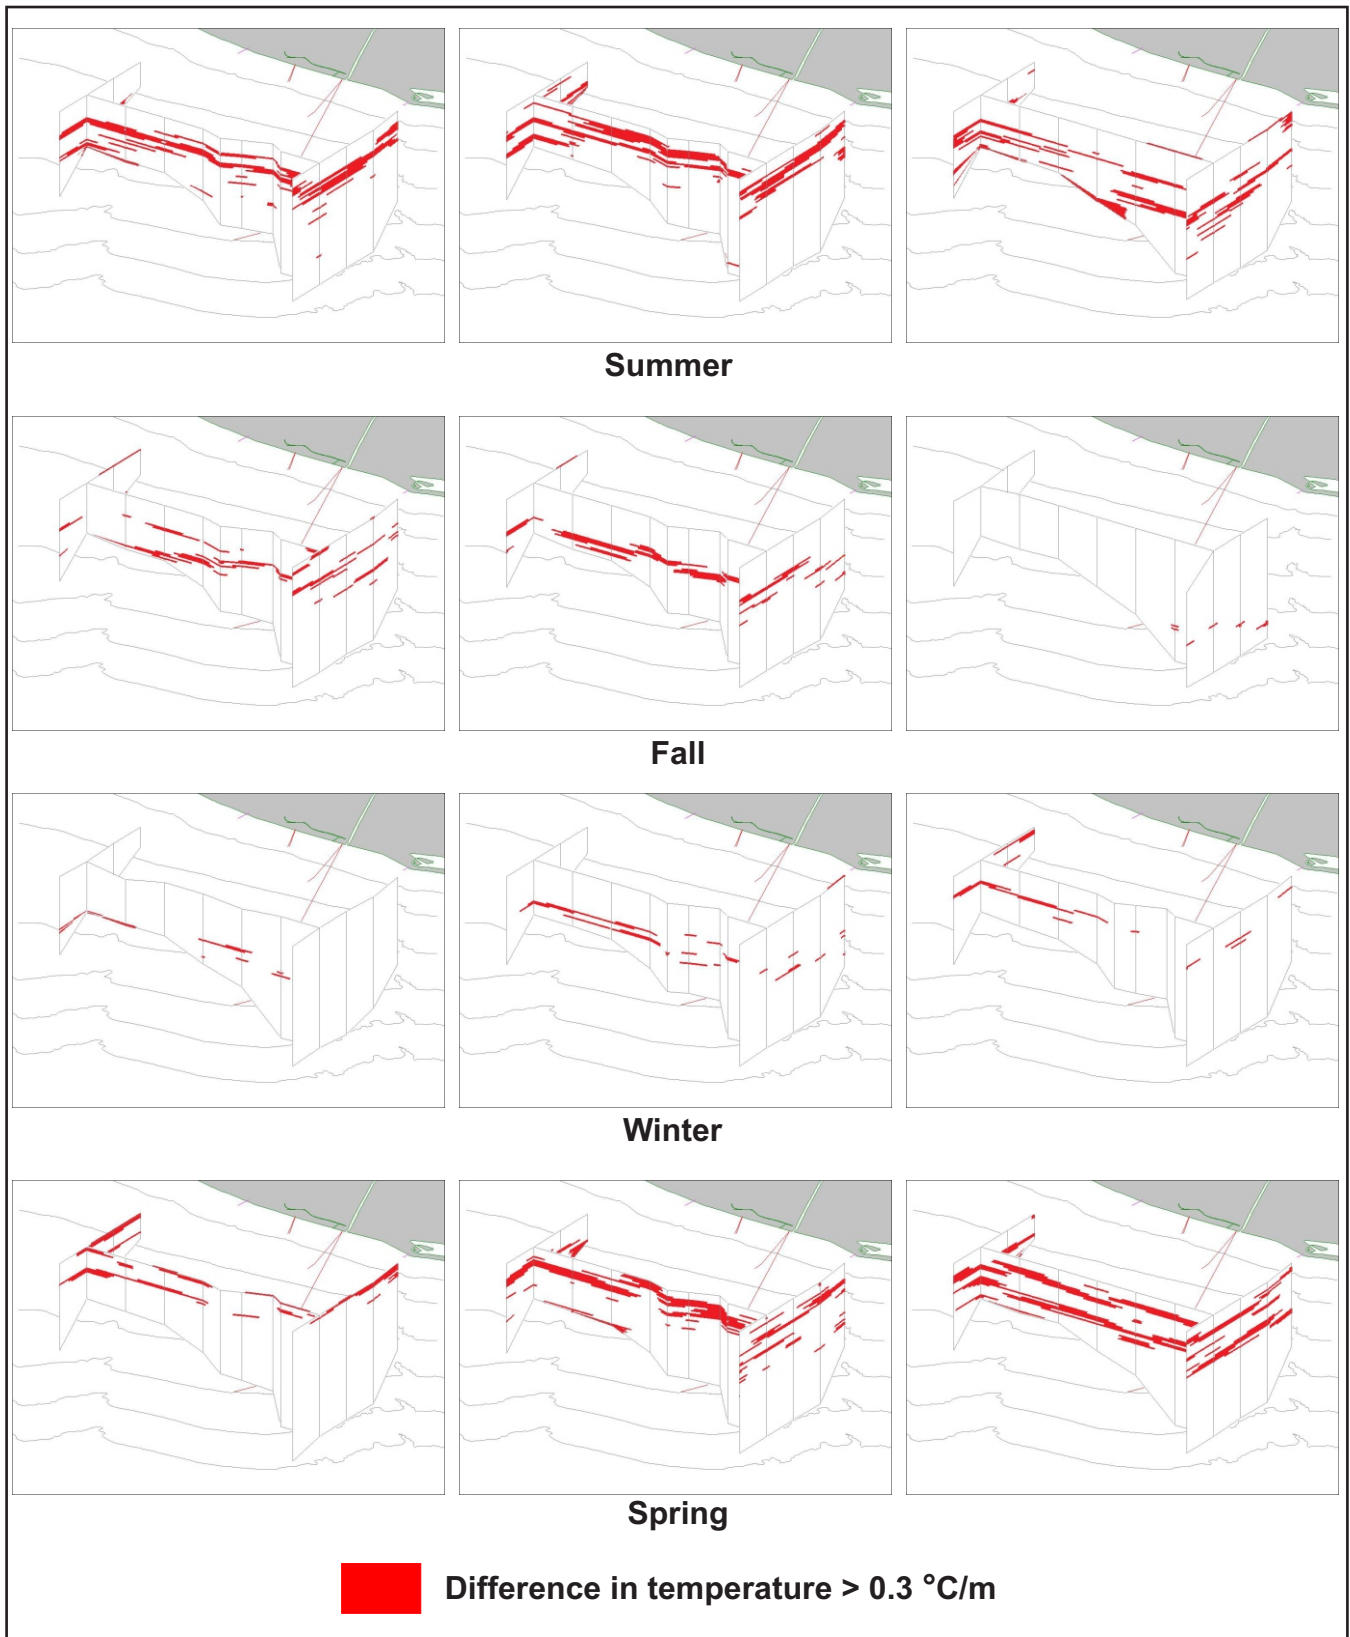 Summer
Fall
Winter
Spring
Difference in temperature > 0.3 °C/m